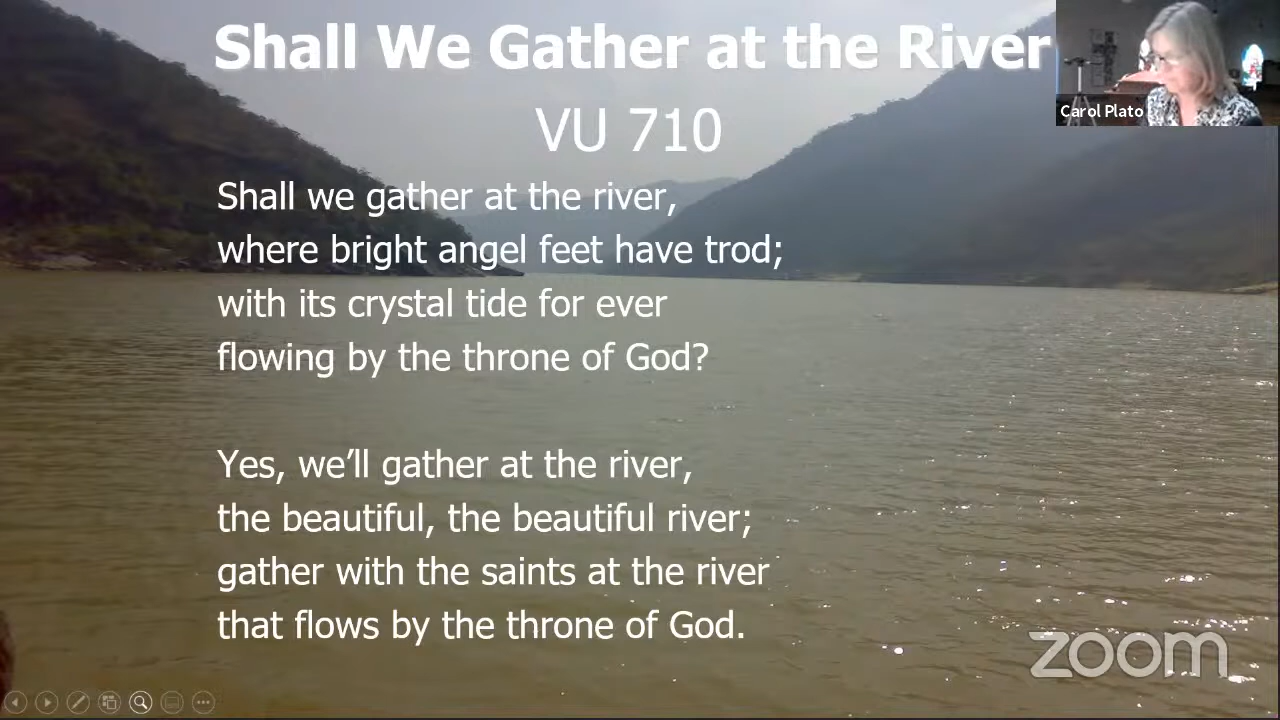 Shall We Gather at the River
VU 710
Carol Plato
Shall we gather at the river,
where bright angel feet have trod;
with its crystal tide for ever
flowing by the throne of God?
Yes, we’ll gather at the river,
the beautiful, the beautiful river;
gather with the saints at the river
that flows by the throne of God.
zoom